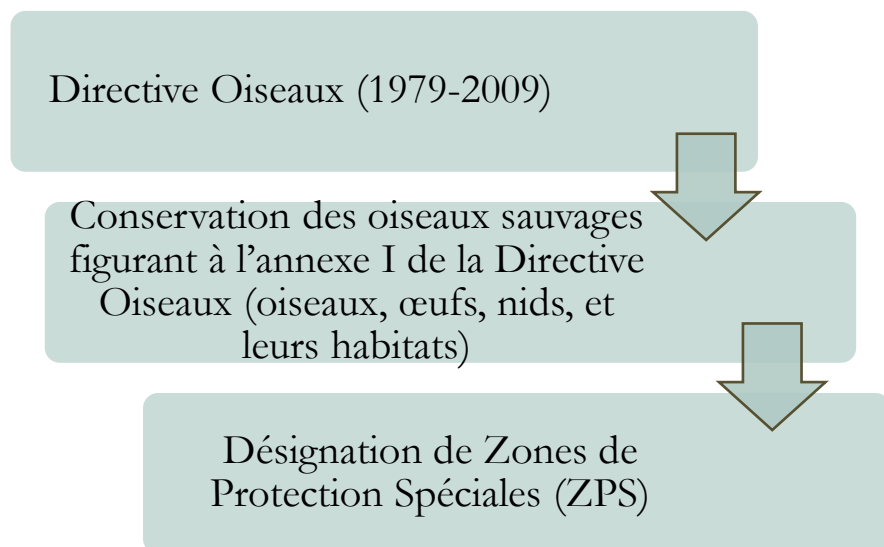 Directive Oiseaux (1979-2009)
Conservation des oiseaux sauvages
figurant à l’annexe I de la Directive
Oiseaux (oiseaux, œufs, nids, et
leurs habitats)
Désignation de Zones de
Protection Spéciales (ZPS)